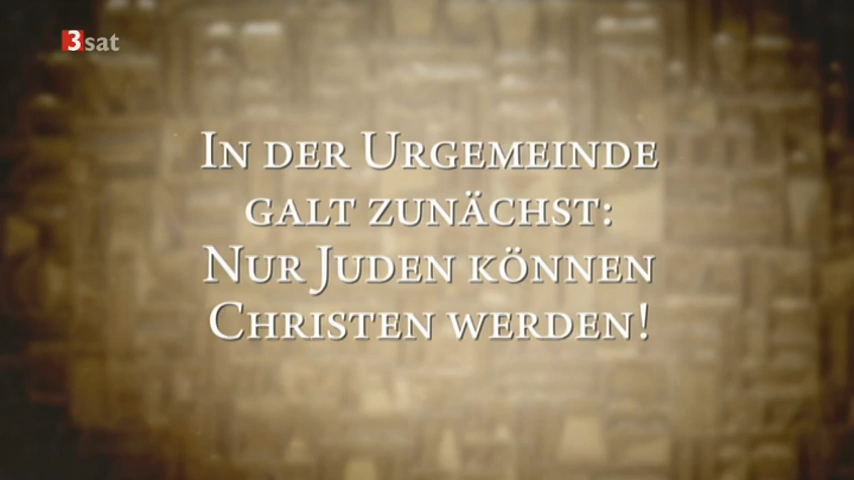 3sat
In der Urgemeinde
galt zunächst:
Nur Juden können
Christen werden!